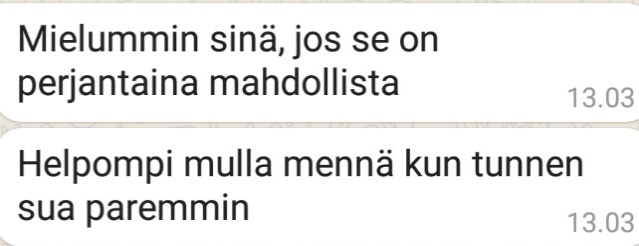 Mielummin sinä, jos se on
perjantaina mahdollista
13.03
Helpompi mulla mennä kun tunnen
sua paremmin
13.03